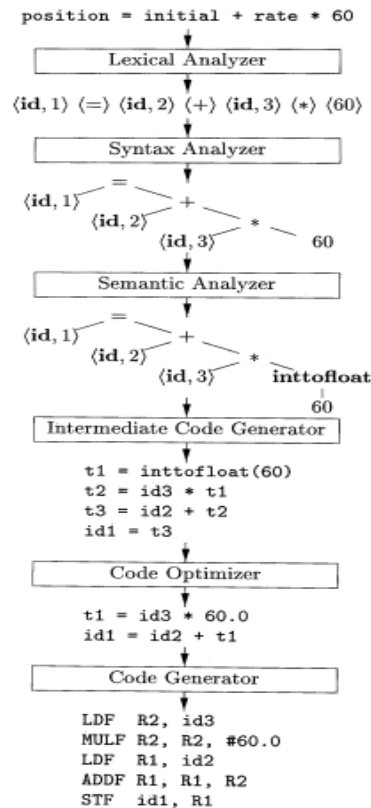 position = initial + rate * 60
Lexical Analyzer
⟨id, 1⟩ ⟨=⟩ ⟨id, 2⟩ ⟨+⟩ ⟨id, 3⟩ ⟨*⟩ ⟨60⟩
Syntax Analyzer
=
⟨id, 1⟩ +
⟨id, 2⟩ *
⟨id, 3⟩ 60
Semantic Analyzer
=
⟨id, 1⟩ +
⟨id, 2⟩ *
⟨id, 3⟩ inttofloat
60
Intermediate Code Generator
t1 = inttofloat(60)
t2 = id3 * t1
t3 = id2 + t2
id1 = t3
Code Optimizer
t1 = id3 * 60.0
id1 = id2 + t1
Code Generator
LDF R2, id3
MULF R2, R2, #60.0
LDF R1, id2
ADDF R1, R1, R2
STF id1, R1